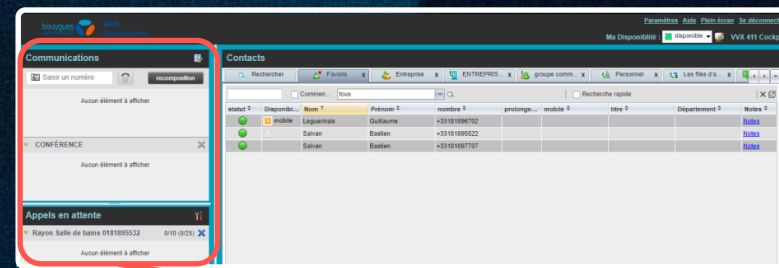 Paramètres Aide Plein écran Se déconnect
bouygues
Web
Ma Disponibilité : disponible VVX 411 Cockp
Communications
Saisir un numéro
recomposition
Aucun élément à afficher
CONFÉRENCE
Aucun élément à afficher
Appels en attente
Rayon Salle de bains 0181895532 0/10 (0/25)
Aucun élément à afficher
Contacts
Rechercher Favoris x Entreprise x ENTREPRIS... x groupe comm... x Personnel x Les files d'a... x
Commen... tous Recherche rapide
statut Disponibi... Nom Prénom nombre prolonge... mobile titre Département Notes
mobile Leguerinais Guillaume +33181896702 Notes
Salvan Bastien +33181895522 Notes
Salvan Bastien +33181897707 Notes